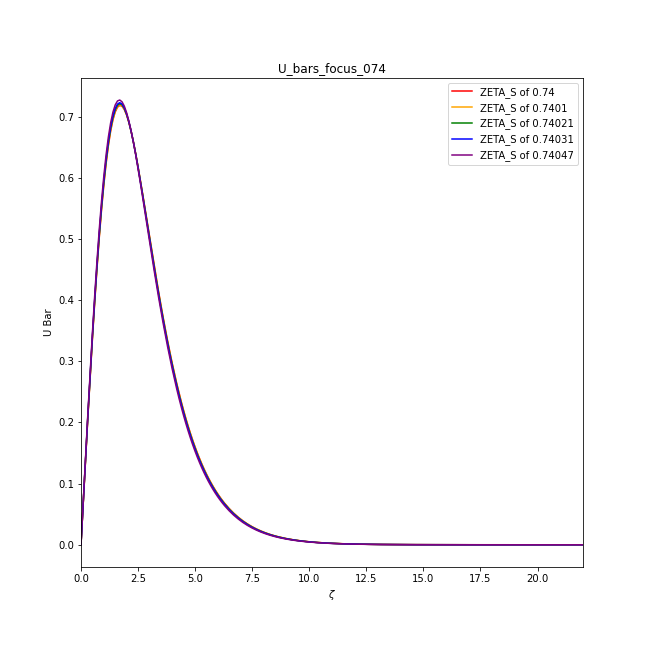 U_bars_focus_074
ZETA_S of 0.74
ZETA_S of 0.7401
ZETA_S of 0.74021
ZETA_S of 0.74031
ZETA_S of 0.74047
U Bar
0.7
0.6
0.5
0.4
0.3
0.2
0.1
0.0
0.0 2.5 5.0 7.5 10.0 12.5 15.0 17.5 20.0
ζ